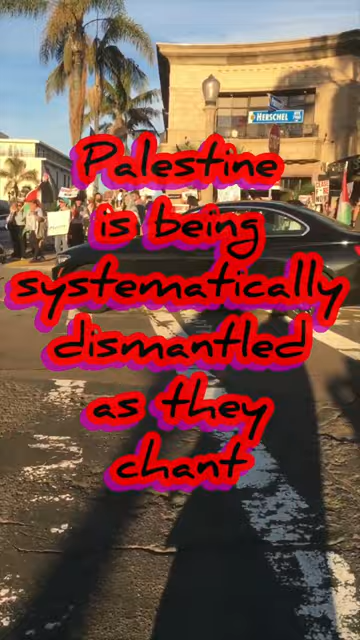 HERSCHEL
Palestine
is being
systematically
dismantled
as they
chant